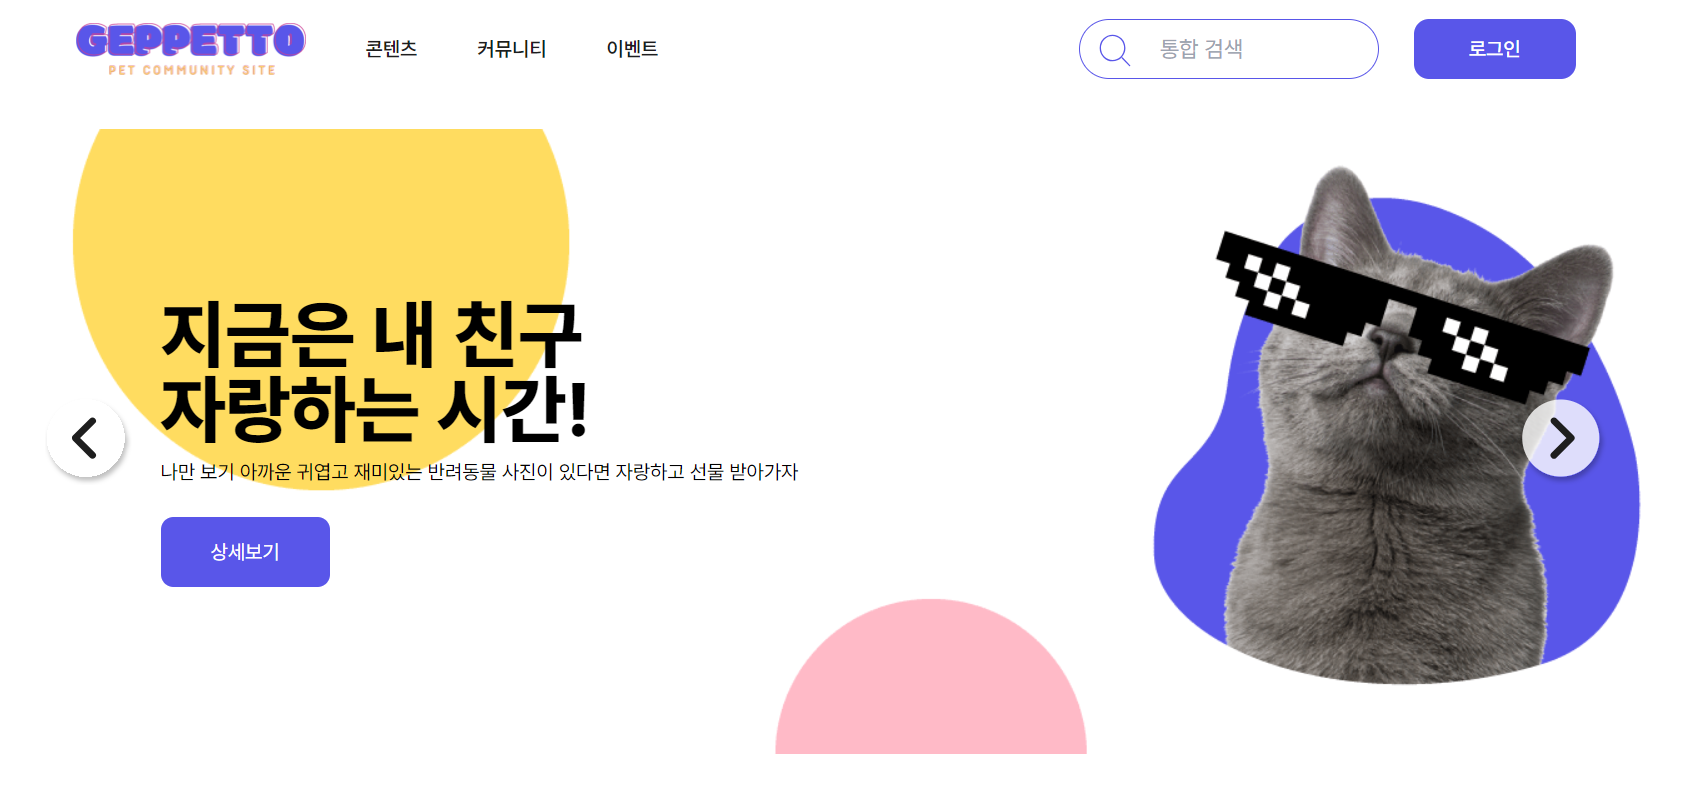 GEPPETTO
PET COMMUNITY SITE
콘텐츠
커뮤니티
이벤트
통합 검색
로그인
지금은 내 친구
자랑하는 시간!
나만 보기 아까운 귀엽고 재미있는 반려동물 사진이 있다면 자랑하고 선물 받아가자
상세보기